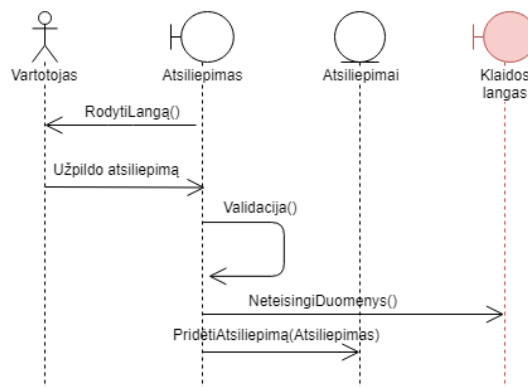 Vartotojas
Atsiliepimas
Atsiliepimai
Klaidos
langas
RodytiLangą()
Užpildo atsiliepimą
Validacija()
NeteisingiDuomenys()
PridėtiAtsiliepimą(Atsiliepimas)